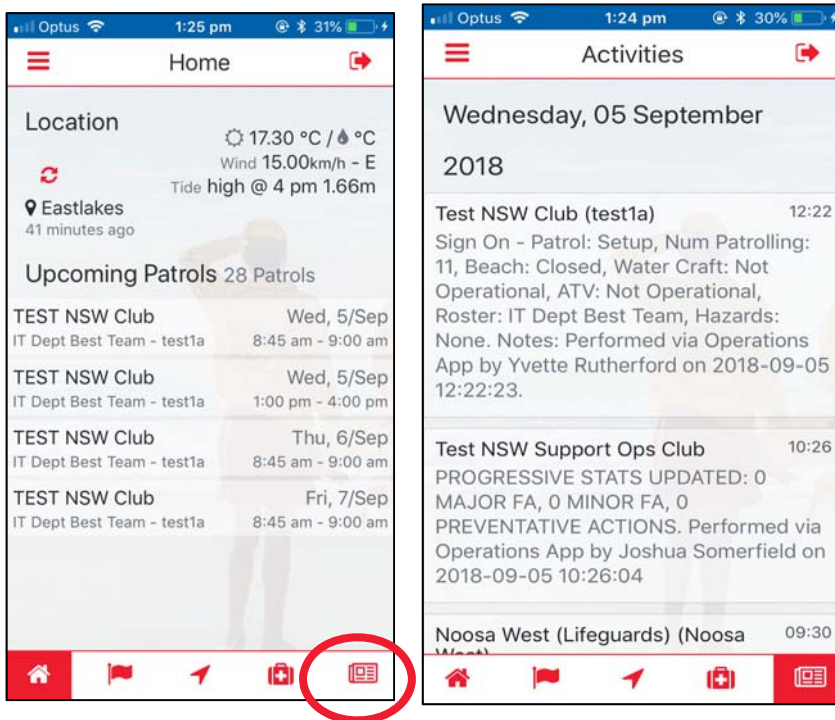 Optus 1:25 pm 31%
Home
Location
17.30 °C / °C
Wind 15.00km/h - E
Tide high @ 4 pm 1.66m
Eastlakes
41 minutes ago
Upcoming Patrols 28 Patrols
TEST NSW Club Wed, 5/Sep
IT Dept Best Team - test1a 8:45 am - 9:00 am
TEST NSW Club Wed, 5/Sep
IT Dept Best Team - test1a 1:00 pm - 4:00 pm
TEST NSW Club Thu, 6/Sep
IT Dept Best Team - test1a 8:45 am - 9:00 am
TEST NSW Club Fri, 7/Sep
IT Dept Best Team - test1a 8:45 am - 9:00 am
Optus 1:24 pm 30%
Activities
Wednesday, 05 September
2018
Test NSW Club (test1a) 12:22
Sign On - Patrol: Setup, Num Patrolling:
11, Beach: Closed, Water Craft: Not
Operational, ATV: Not Operational,
Roster: IT Dept Best Team, Hazards:
None. Notes: Performed via Operations
App by Yvette Rutherford on 2018-09-05
12:22:23.
Test NSW Support Ops Club 10:26
PROGRESSIVE STATS UPDATED: 0
MAJOR FA, 0 MINOR FA, 0
PREVENTATIVE ACTIONS. Performed via
Operations App by Joshua Somerfield on
2018-09-05 10:26:04
Noosa West (Lifeguards) (Noosa 09:30
West)